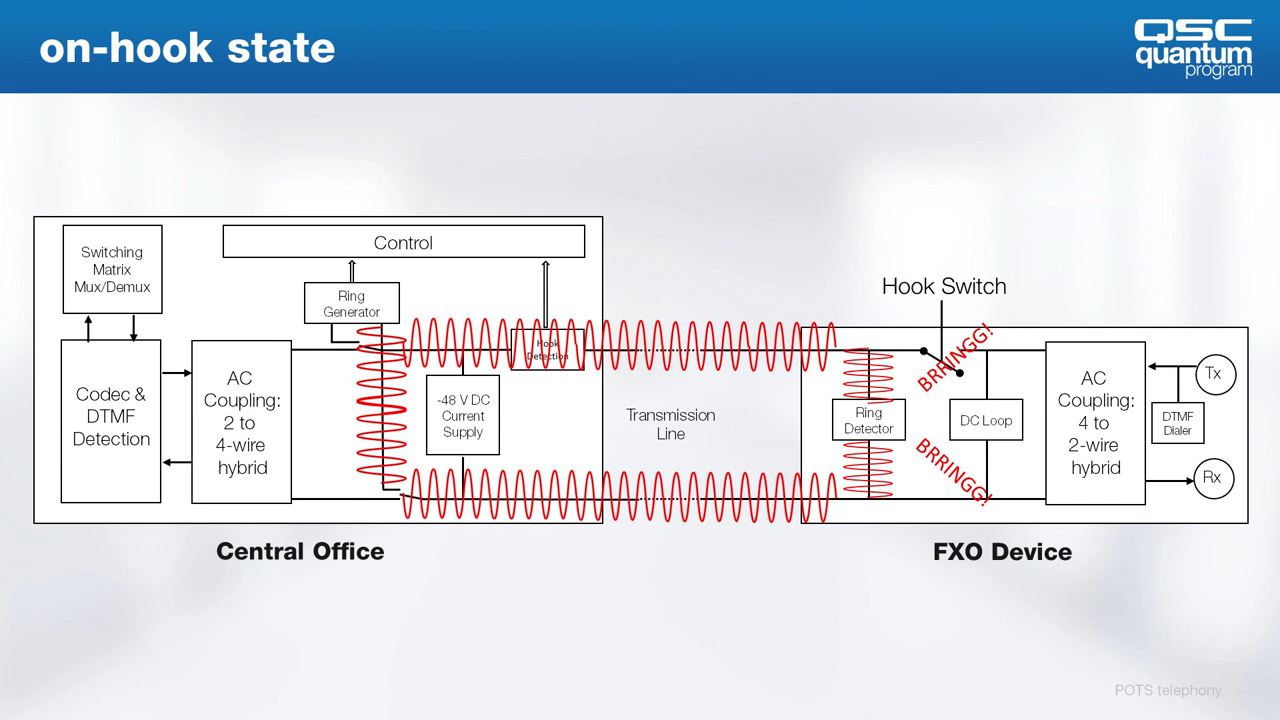 on-hook state
QSC
quantum
program
Switching
Matrix
Mux/Demux
Control
Ring
Generator
Hook
Detection
Codec &
DTMF
Detection
AC
Coupling:
2 to
4-wire
hybrid
-48 V DC
Current
Supply
Transmission
Line
Hook Switch
BRRINGG!
Ring
Detector
DC Loop
BRRINGG!
AC
Coupling:
4 to
2-wire
hybrid
Tx
DTMF
Dialer
Rx
Central Office
FXO Device
POTS telephony